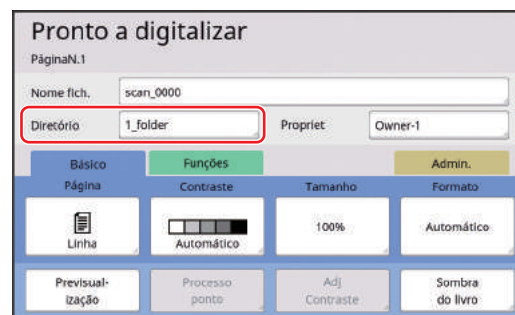 Pronto a digitalizar
PáginaN.1
Nome fich. scan_0000
Diretório 1_folder Propriet Owner-1
Básico Funções Admin.
Página Contraste Tamanho Formato
Linha Automático 100% Automático
Previsual- Processo Adj Sombra
ização ponto Contraste do livro